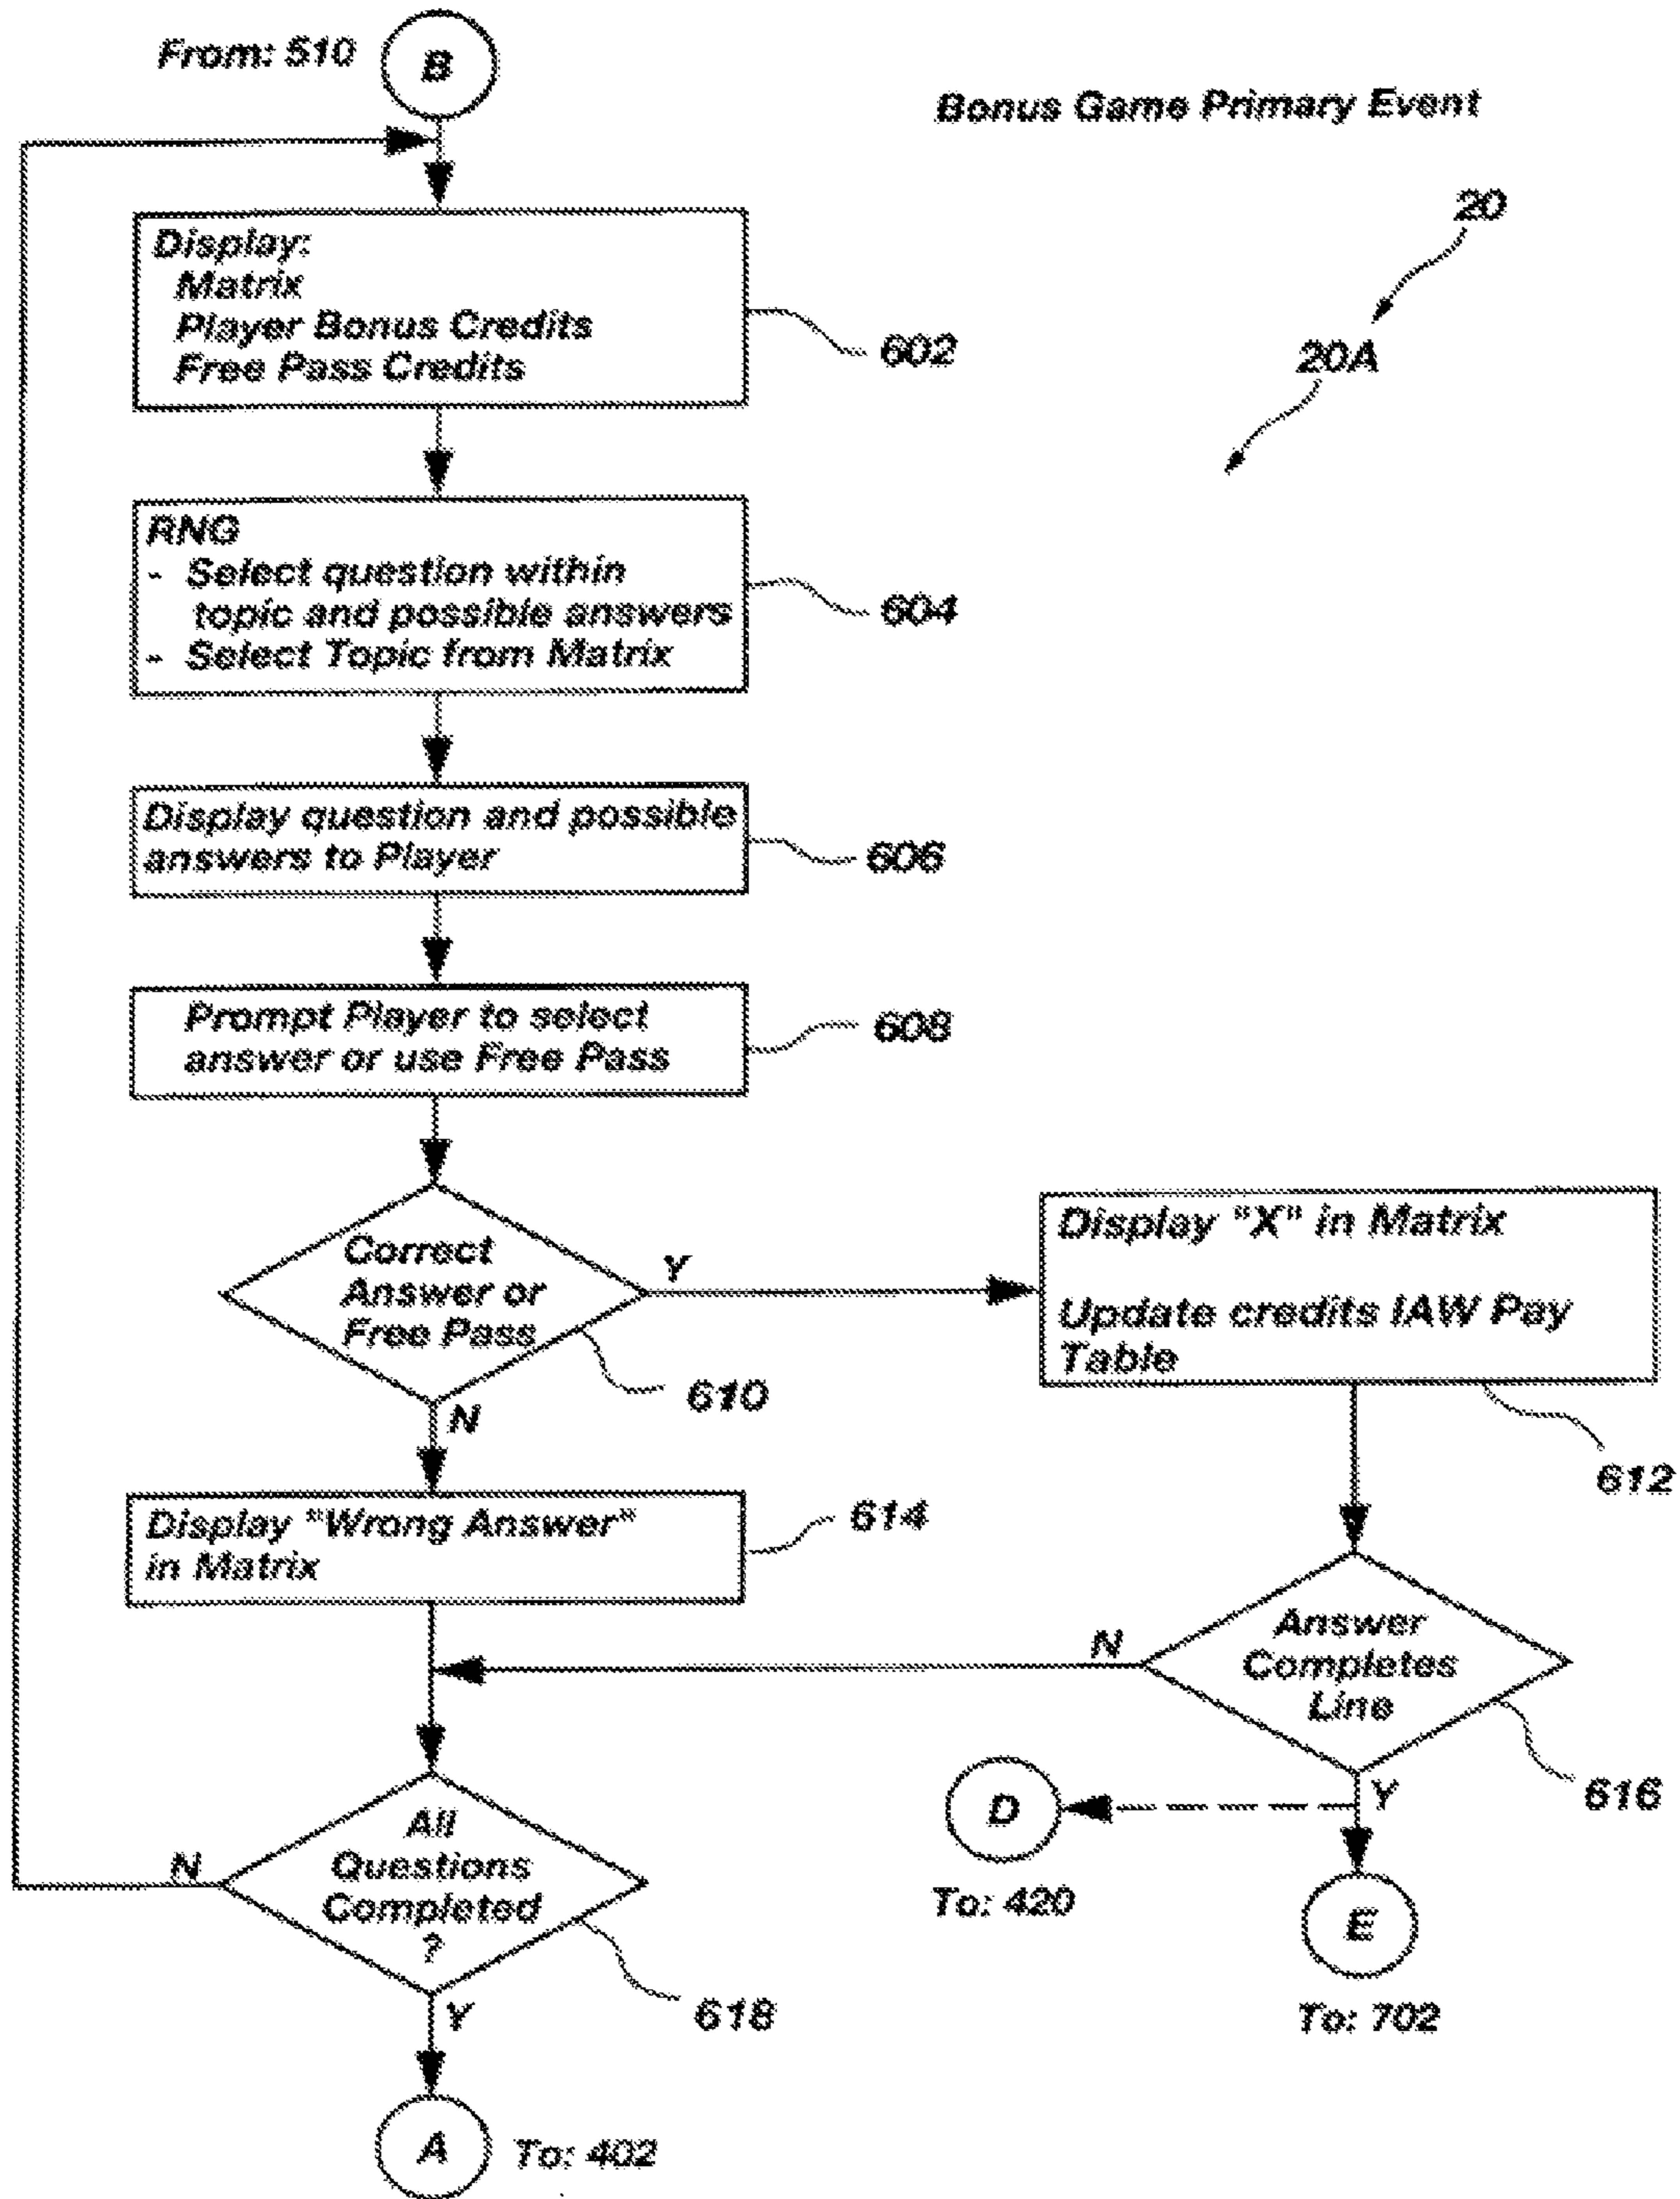 From: 510
B
Bonus Game Primary Event
20
20A
Display:
Matrix
Player Bonus Credits
Free Pass Credits
602
RNG
- Select question within
topic and possible answers
- Select Topic from Matrix
604
Display question and possible
answers to Player
606
Prompt Player to select
answer or use Free Pass
608
Correct
Answer or
Free Pass
Y
610
N
Display "X" in Matrix
Update credits IAW Pay
Table
612
Display "Wrong Answer"
in Matrix
614
Answer
Completes
Line
N
616
Y
D
To: 420
E
To: 702
All
Questions
Completed
?
N
618
Y
A
To: 402